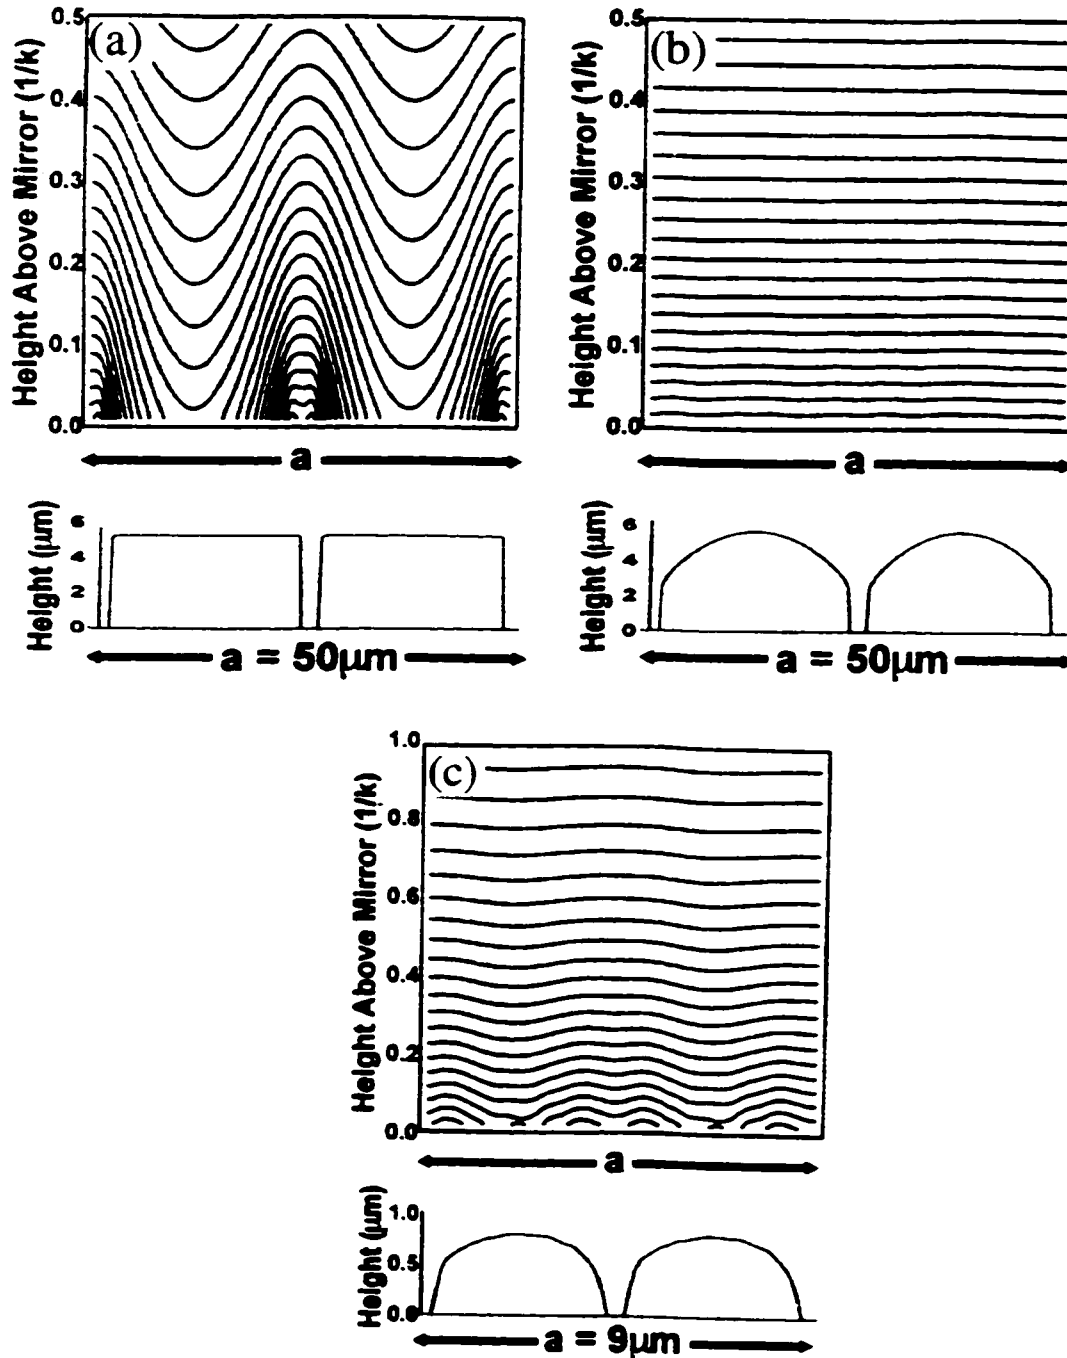 (a)
Height Above Mirror (1/k)
0.5
0.4
0.3
0.2
0.1
0.0
a
Height (μm)
6
4
2
0
a = 50μm
(b)
Height Above Mirror (1/k)
0.5
0.4
0.3
0.2
0.1
0.0
a
Height (μm)
6
4
2
0
a = 50μm
(c)
Height Above Mirror (1/k)
1.0
0.8
0.6
0.4
0.2
0.0
a
Height (μm)
1.0
0.5
0.0
a = 9μm